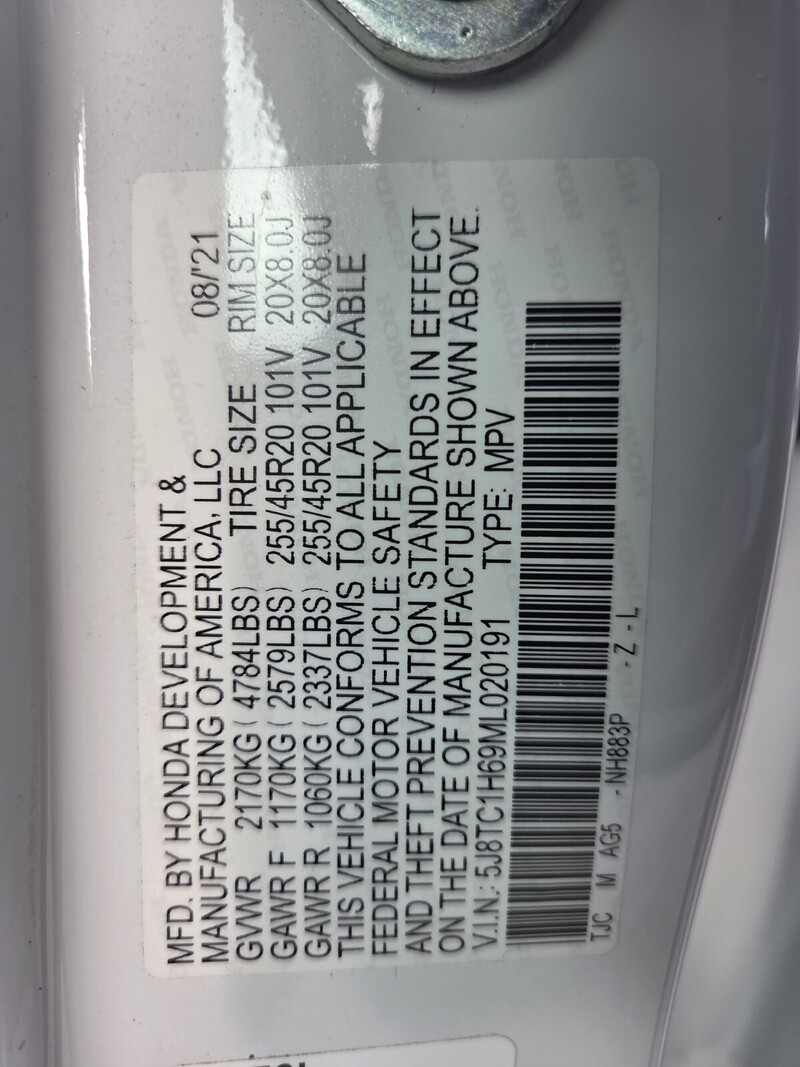 MFD. BY HONDA DEVELOPMENT &
MANUFACTURING OF AMERICA, LLC 08/'21
GVWR 2170KG ( 4784LBS) TIRE SIZE RIM SIZE
GAWR F 1170KG ( 2579LBS) 255/45R20 101V 20X8.0J
GAWR R 1060KG ( 2337LBS) 255/45R20 101V 20X8.0J
THIS VEHICLE CONFORMS TO ALL APPLICABLE
FEDERAL MOTOR VEHICLE SAFETY
AND THEFT PREVENTION STANDARDS IN EFFECT
ON THE DATE OF MANUFACTURE SHOWN ABOVE.
V.I.N.: 5J8TC1H69ML020191 TYPE: MPV
TJC M AG5 - NH883P - Z - L